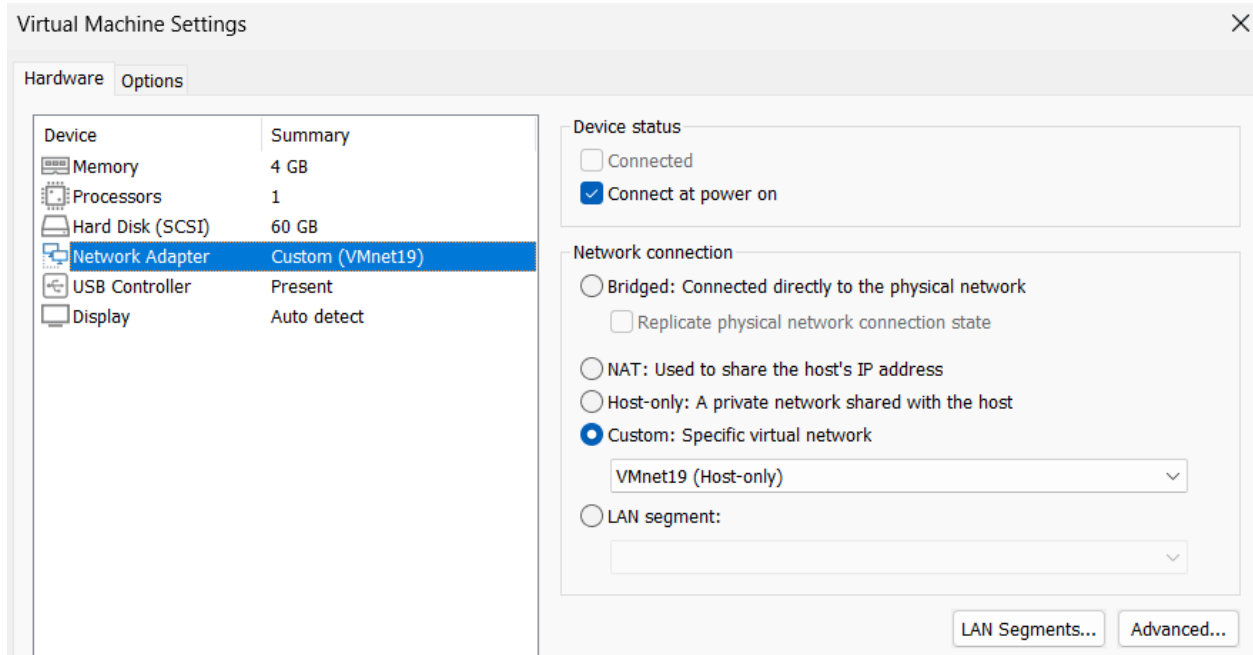 Virtual Machine Settings
Hardware Options
Device Summary
Memory 4 GB
Processors 1
Hard Disk (SCSI) 60 GB
Network Adapter Custom (VMnet19)
USB Controller Present
Display Auto detect
Device status
Connected
Connect at power on
Network connection
Bridged: Connected directly to the physical network
Replicate physical network connection state
NAT: Used to share the host's IP address
Host-only: A private network shared with the host
Custom: Specific virtual network
VMnet19 (Host-only)
LAN segment:
LAN Segments... Advanced...